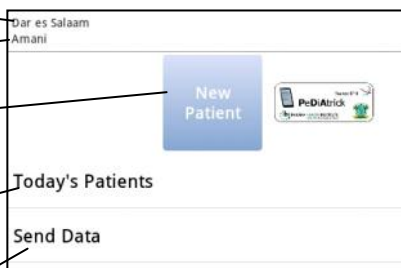 Dar es Salaam
Amani
New
Patient
PeDiAtrick
Today's Patients
Send Data